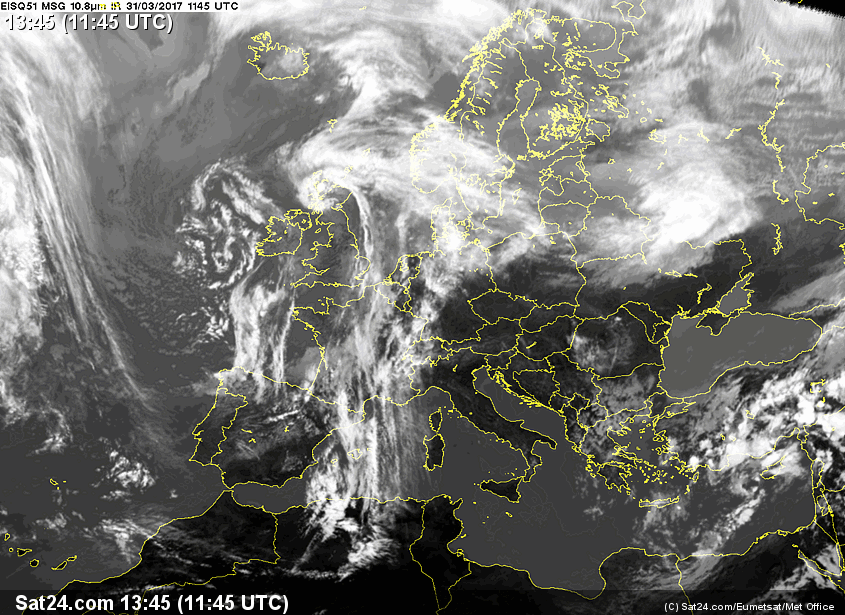 EISQ51 MSG 10.8µm IR 31/03/2017 1145 UTC
13:45 (11:45 UTC)
Sat24.com 13:45 (11:45 UTC)
(C) Sat24.com/Eumetsat/Met Office